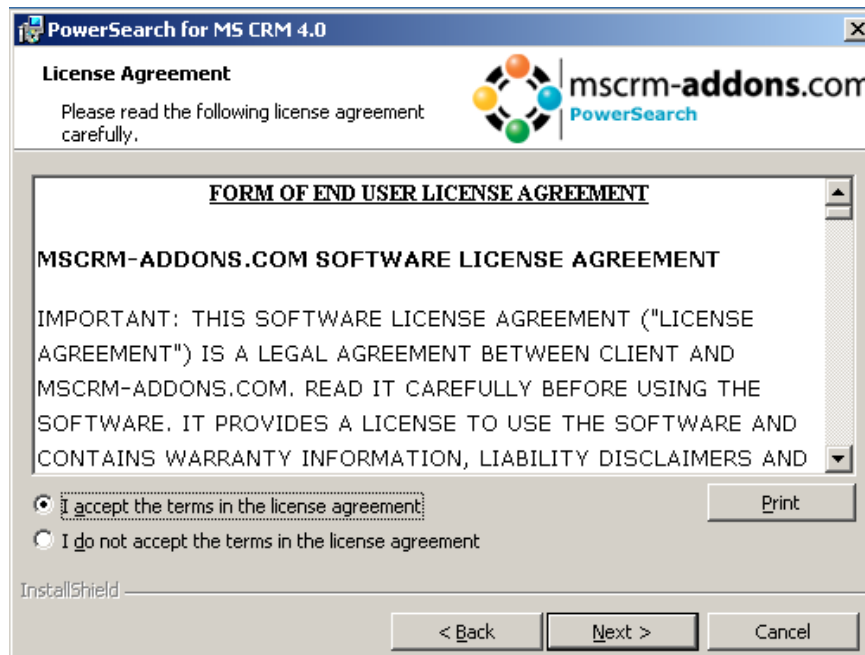 PowerSearch for MS CRM 4.0
License Agreement
Please read the following license agreement
carefully.
mscrm-addons.com
PowerSearch
FORM OF END USER LICENSE AGREEMENT
MSCRM-ADDONS.COM SOFTWARE LICENSE AGREEMENT
IMPORTANT: THIS SOFTWARE LICENSE AGREEMENT ("LICENSE
AGREEMENT") IS A LEGAL AGREEMENT BETWEEN CLIENT AND
MSCRM-ADDONS.COM. READ IT CAREFULLY BEFORE USING THE
SOFTWARE. IT PROVIDES A LICENSE TO USE THE SOFTWARE AND
CONTAINS WARRANTY INFORMATION, LIABILITY DISCLAIMERS AND
I accept the terms in the license agreement
Print
I do not accept the terms in the license agreement
InstallShield
< Back Next > Cancel